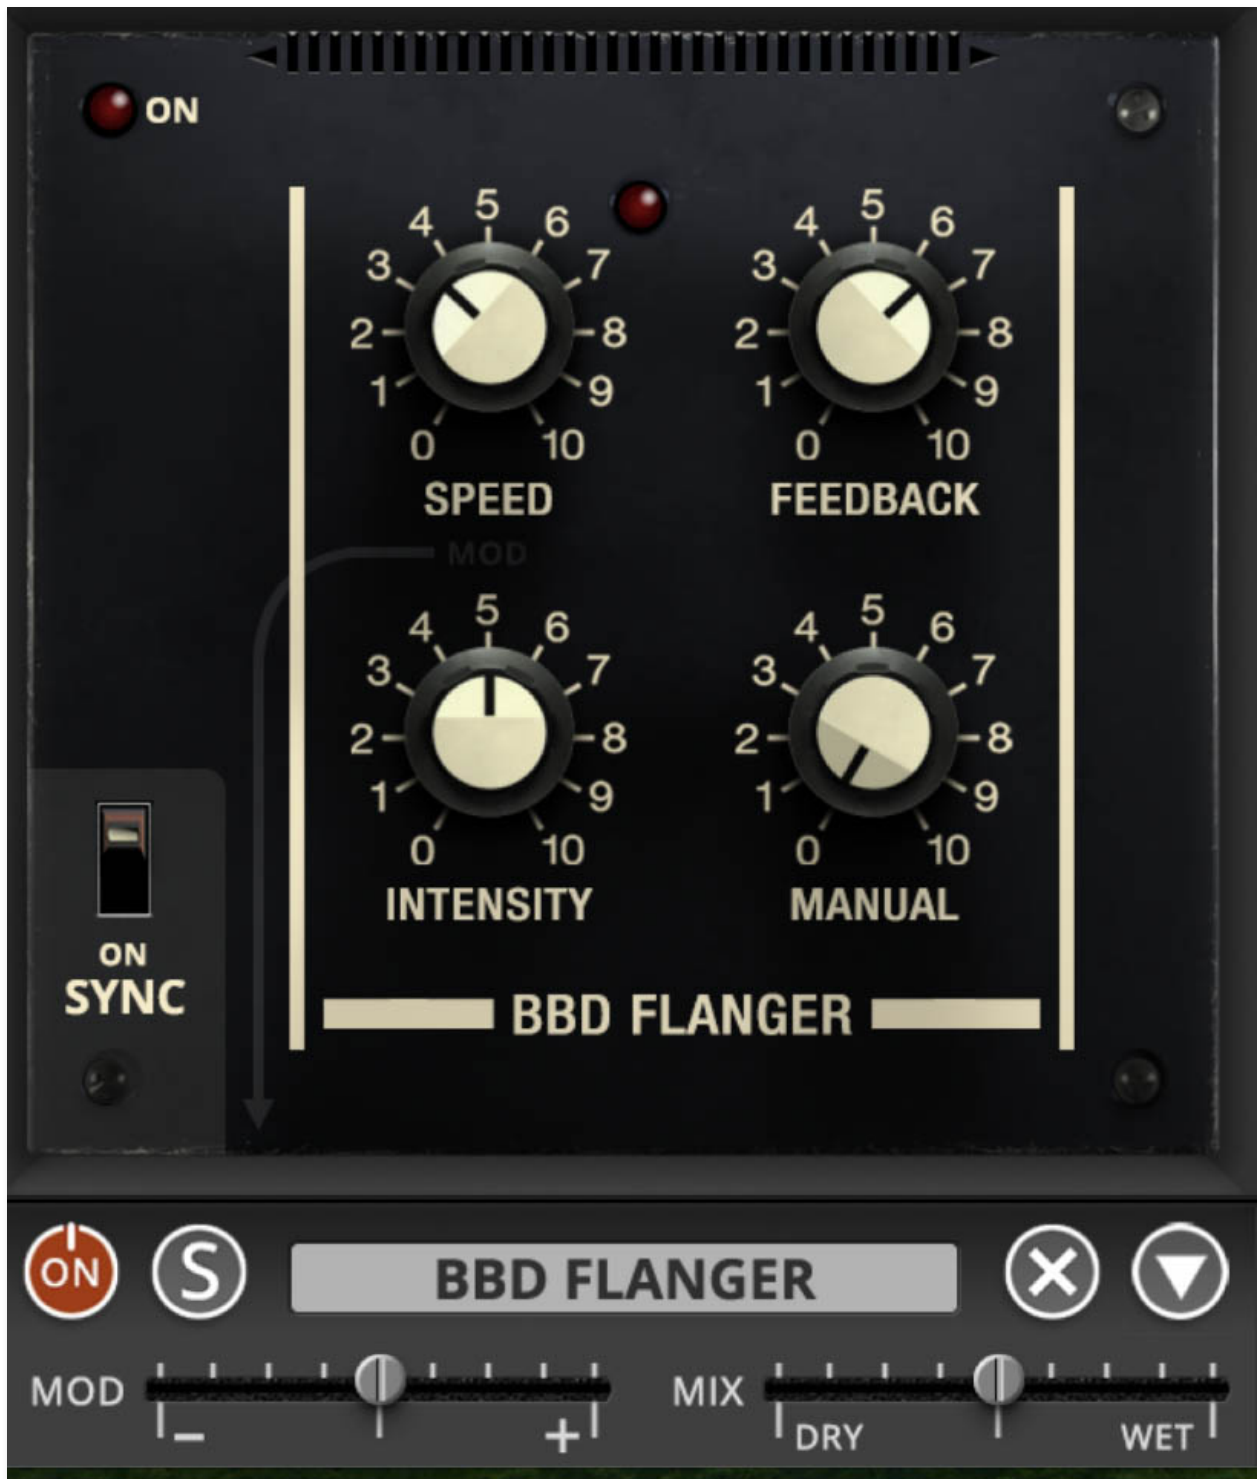 ON
5 5
4 6 4 6
3 7 3 7
2 8 2 8
1 9 1 9
0 10 0 10
SPEED FEEDBACK
MOD
5 5
4 6 4 6
3 7 3 7
2 8 2 8
1 9 1 9
0 10 0 10
INTENSITY MANUAL
ON
SYNC
BBD FLANGER
ON S BBD FLANGER
MOD MIX
− + DRY WET